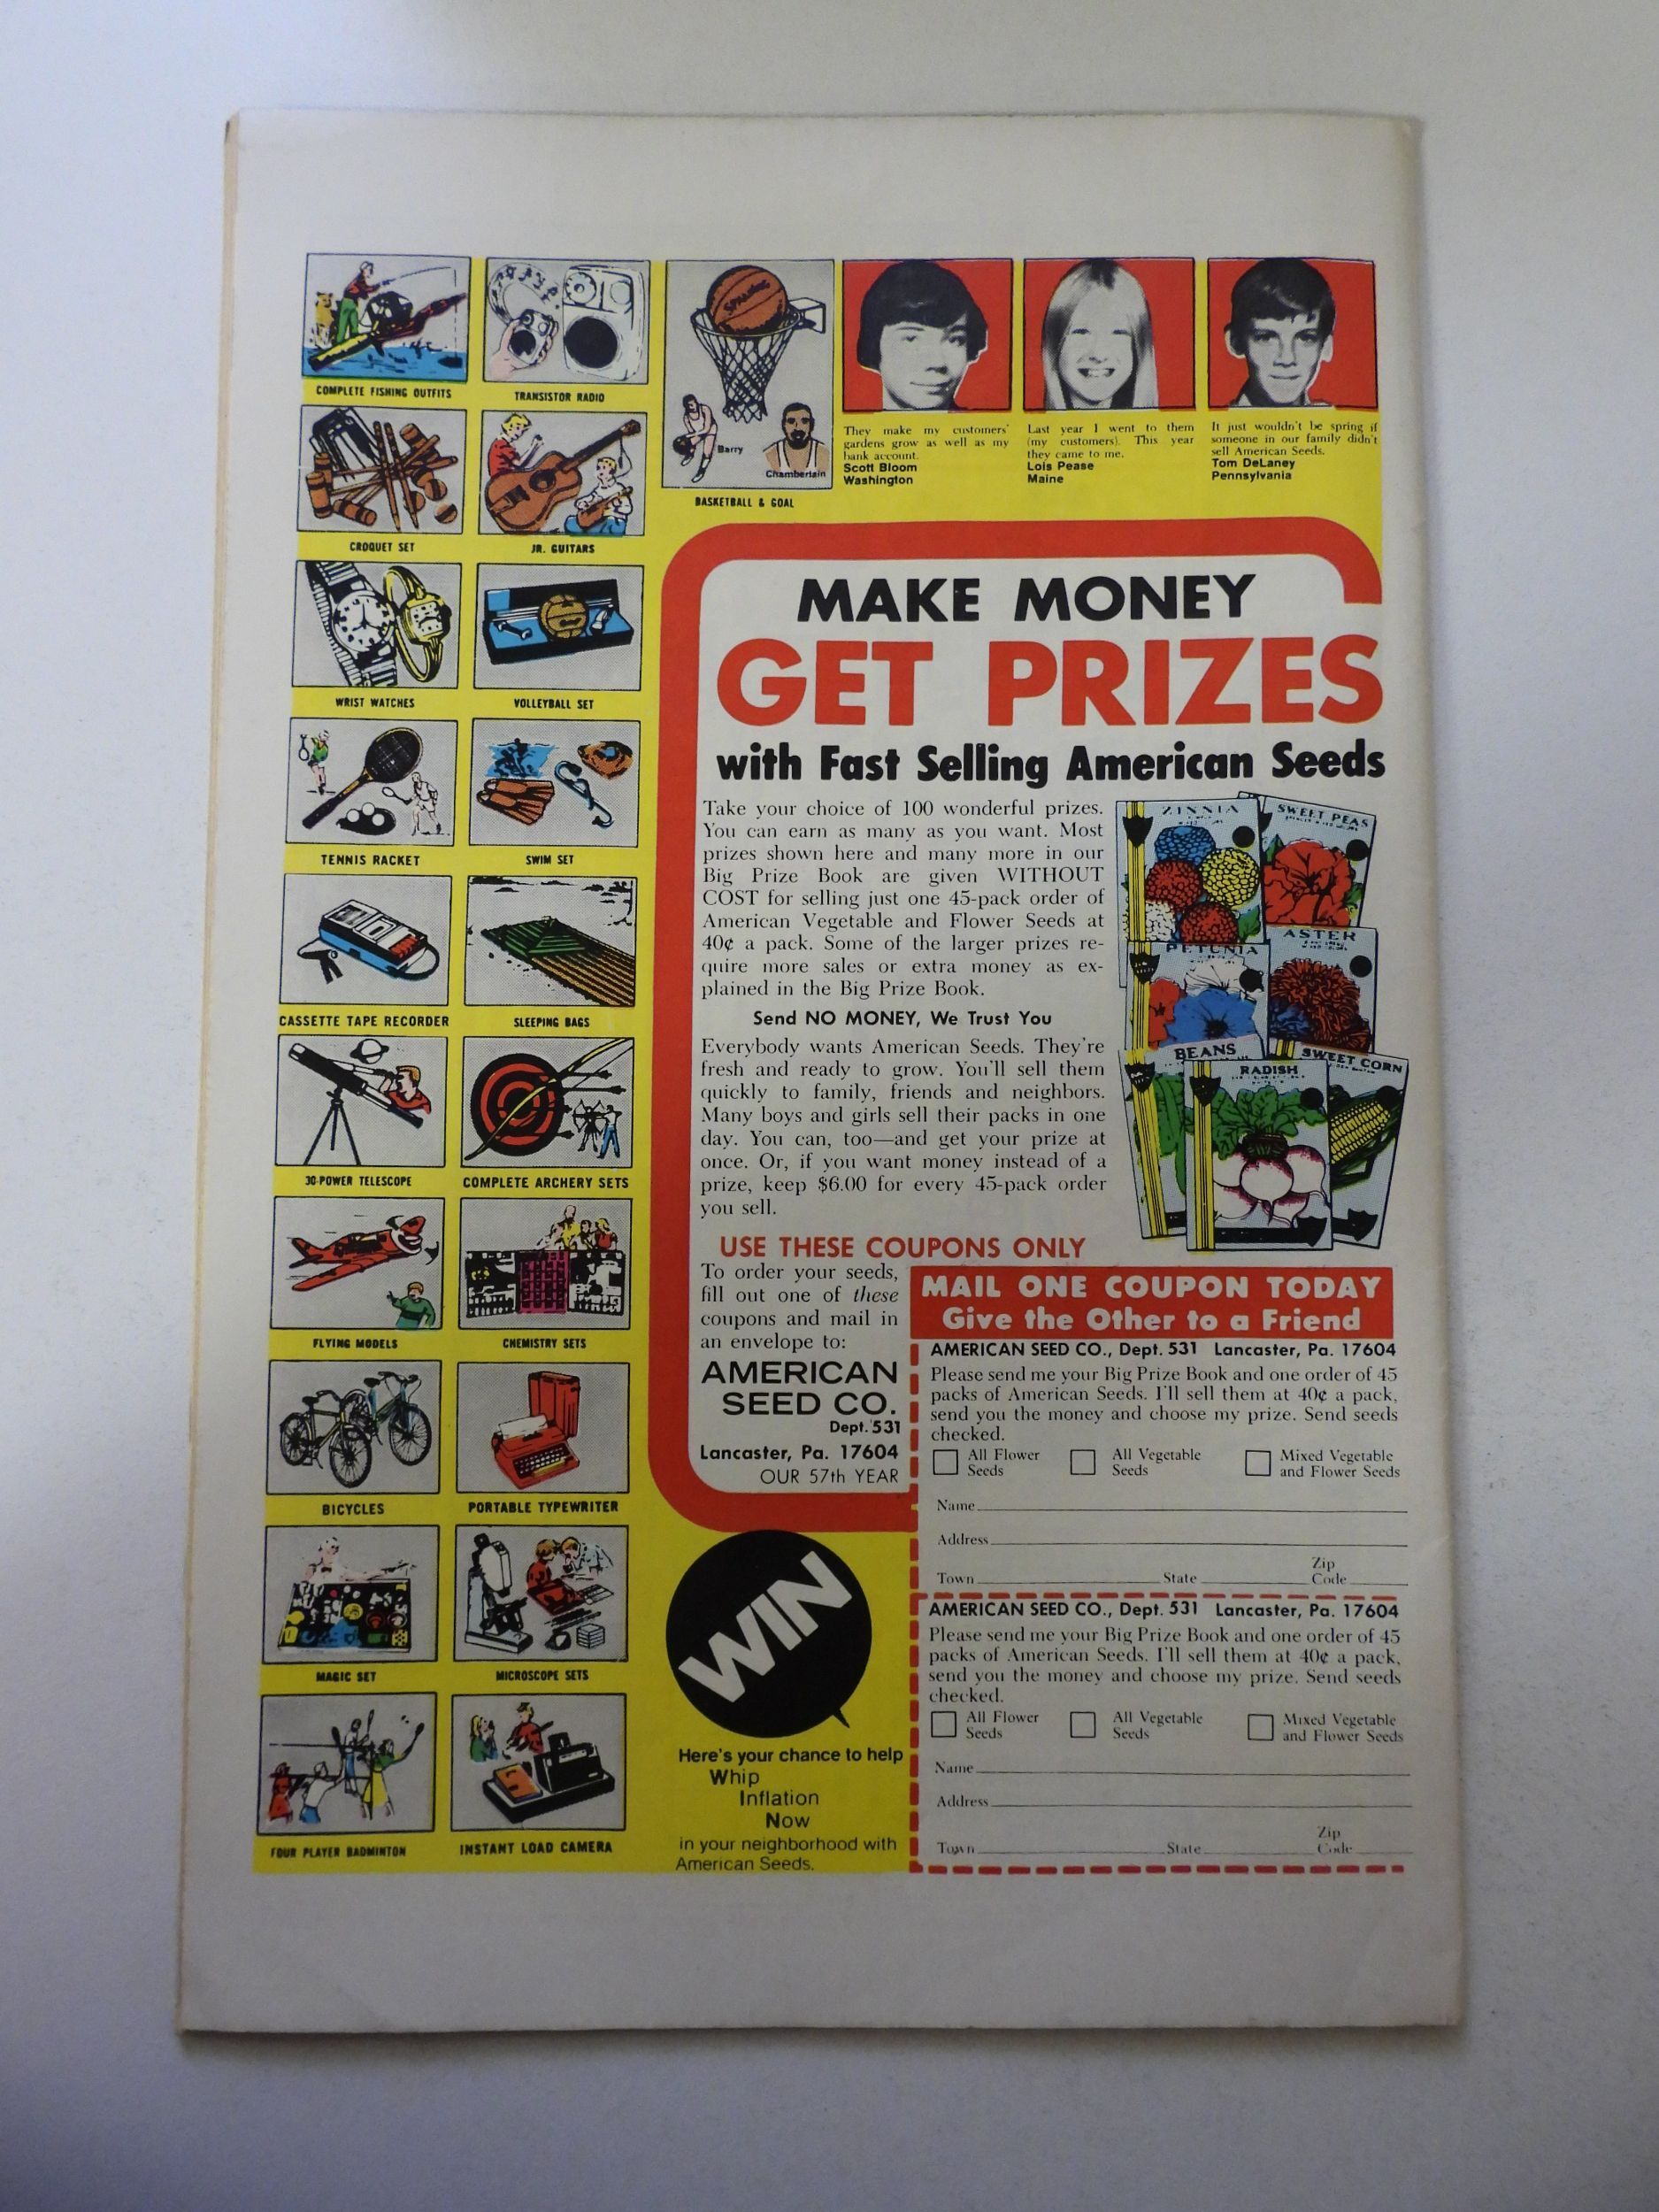 COMPLETE FISHING OUTFITS
TRANSISTOR RADIO
CROQUET SET
JR. GUITARS
WRIST WATCHES
VOLLEYBALL SET
TENNIS RACKET
SWIM SET
CASSETTE TAPE RECORDER
SLEEPING BAGS
30-POWER TELESCOPE
COMPLETE ARCHERY SETS
FLYING MODELS
CHEMISTRY SETS
BICYCLES
PORTABLE TYPEWRITER
MAGIC SET
MICROSCOPE SETS
FOUR PLAYER BADMINTON
INSTANT LOAD CAMERA
SPALDING
Barry
Chamberlain
BASKETBALL & GOAL
They make my customers'
gardens grow as well as my
bank account.
Scott Bloom
Washington
Last year I went to them
(my customers). This year
they came to me.
Lois Pease
Maine
It just wouldn't be spring if
someone in our family didn't
sell American Seeds.
Tom DeLaney
Pennsylvania
MAKE MONEY
GET PRIZES
with Fast Selling American Seeds
Take your choice of 100 wonderful prizes.
You can earn as many as you want. Most
prizes shown here and many more in our
Big Prize Book are given WITHOUT
COST for selling just one 45-pack order of
American Vegetable and Flower Seeds at
40¢ a pack. Some of the larger prizes re-
quire more sales or extra money as ex-
plained in the Big Prize Book.
Send NO MONEY, We Trust You
Everybody wants American Seeds. They're
fresh and ready to grow. You'll sell them
quickly to family, friends and neighbors.
Many boys and girls sell their packs in one
day. You can, too—and get your prize at
once. Or, if you want money instead of a
prize, keep $6.00 for every 45-pack order
you sell.
ZINNIA
SWEET PEAS
PETUNIA
ASTER
BEANS
RADISH
SWEET CORN
USE THESE COUPONS ONLY
To order your seeds,
fill out one of these
coupons and mail in
an envelope to:
AMERICAN
SEED CO.
Dept. 531
Lancaster, Pa. 17604
OUR 57th YEAR
MAIL ONE COUPON TODAY
Give the Other to a Friend
AMERICAN SEED CO., Dept. 531 Lancaster, Pa. 17604
Please send me your Big Prize Book and one order of 45
packs of American Seeds. I'll sell them at 40¢ a pack,
send you the money and choose my prize. Send seeds
checked.
All Flower Seeds
All Vegetable Seeds
Mixed Vegetable and Flower Seeds
Name
Address
Town State Zip Code
AMERICAN SEED CO., Dept. 531 Lancaster, Pa. 17604
Please send me your Big Prize Book and one order of 45
packs of American Seeds. I'll sell them at 40¢ a pack,
send you the money and choose my prize. Send seeds
checked.
All Flower Seeds
All Vegetable Seeds
Mixed Vegetable and Flower Seeds
Name
Address
Town State Zip Code
WIN
Here's your chance to help
Whip
Inflation
Now
in your neighborhood with
American Seeds.